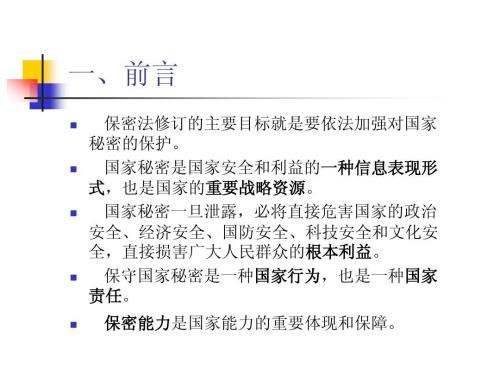 一、前言
保密法修订的主要目标就是要依法加强对国家
秘密的保护。
国家秘密是国家安全和利益的一种信息表现形
式，也是国家的重要战略资源。
国家秘密一旦泄露，必将直接危害国家的政治
安全、经济安全、国防安全、科技安全和文化安
全，直接损害广大人民群众的根本利益。
保守国家秘密是一种国家行为，也是一种国家
责任。
保密能力是国家能力的重要体现和保障。